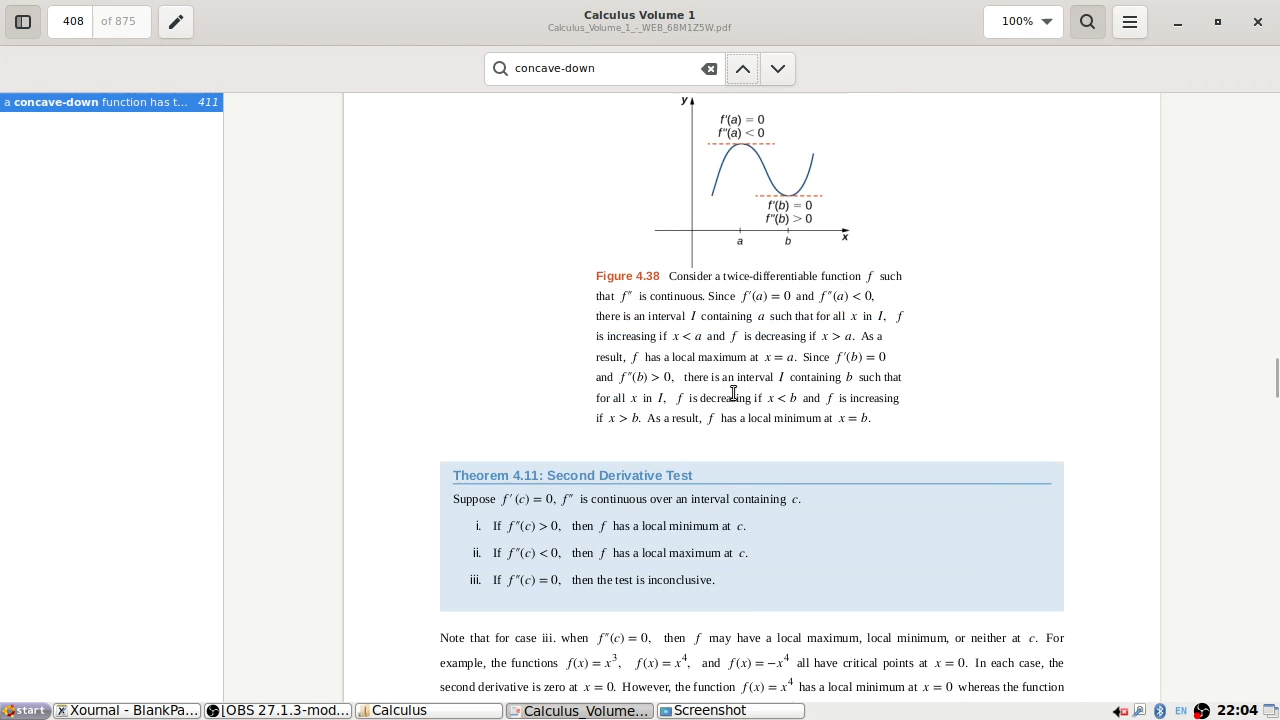 408 of 875
Calculus Volume 1
Calculus_Volume_1_-_WEB_68M1Z5W.pdf
100%
concave-down
a concave-down function has t... 411
y
f′(a) = 0
f″(a) < 0
f′(b) = 0
f″(b) > 0
a b x
Figure 4.38 Consider a twice-differentiable function f such
that f″ is continuous. Since f′(a) = 0 and f″(a) < 0,
there is an interval I containing a such that for all x in I, f
is increasing if x < a and f is decreasing if x > a. As a
result, f has a local maximum at x = a. Since f′(b) = 0
and f″(b) > 0, there is an interval I containing b such that
for all x in I, f is decreasing if x < b and f is increasing
if x > b. As a result, f has a local minimum at x = b.
Theorem 4.11: Second Derivative Test
Suppose f′(c) = 0, f″ is continuous over an interval containing c.
i. If f″(c) > 0, then f has a local minimum at c.
ii. If f″(c) < 0, then f has a local maximum at c.
iii. If f″(c) = 0, then the test is inconclusive.
Note that for case iii. when f″(c) = 0, then f may have a local maximum, local minimum, or neither at c. For
example, the functions f(x) = x³, f(x) = x⁴, and f(x) = −x⁴ all have critical points at x = 0. In each case, the
second derivative is zero at x = 0. However, the function f(x) = x⁴ has a local minimum at x = 0 whereas the function
start Xournal - BlankPa... [OBS 27.1.3-mod... Calculus Calculus_Volume... Screenshot EN 22:04